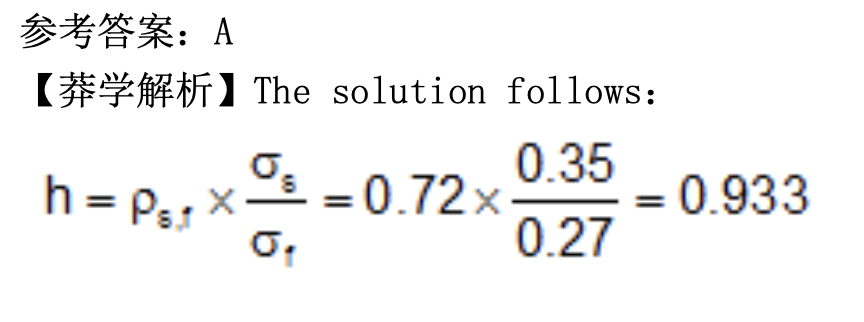 参考答案：A
【莽学解析】The solution follows：
h = ρs,f × σs/σf = 0.72 × 0.35/0.27 = 0.933